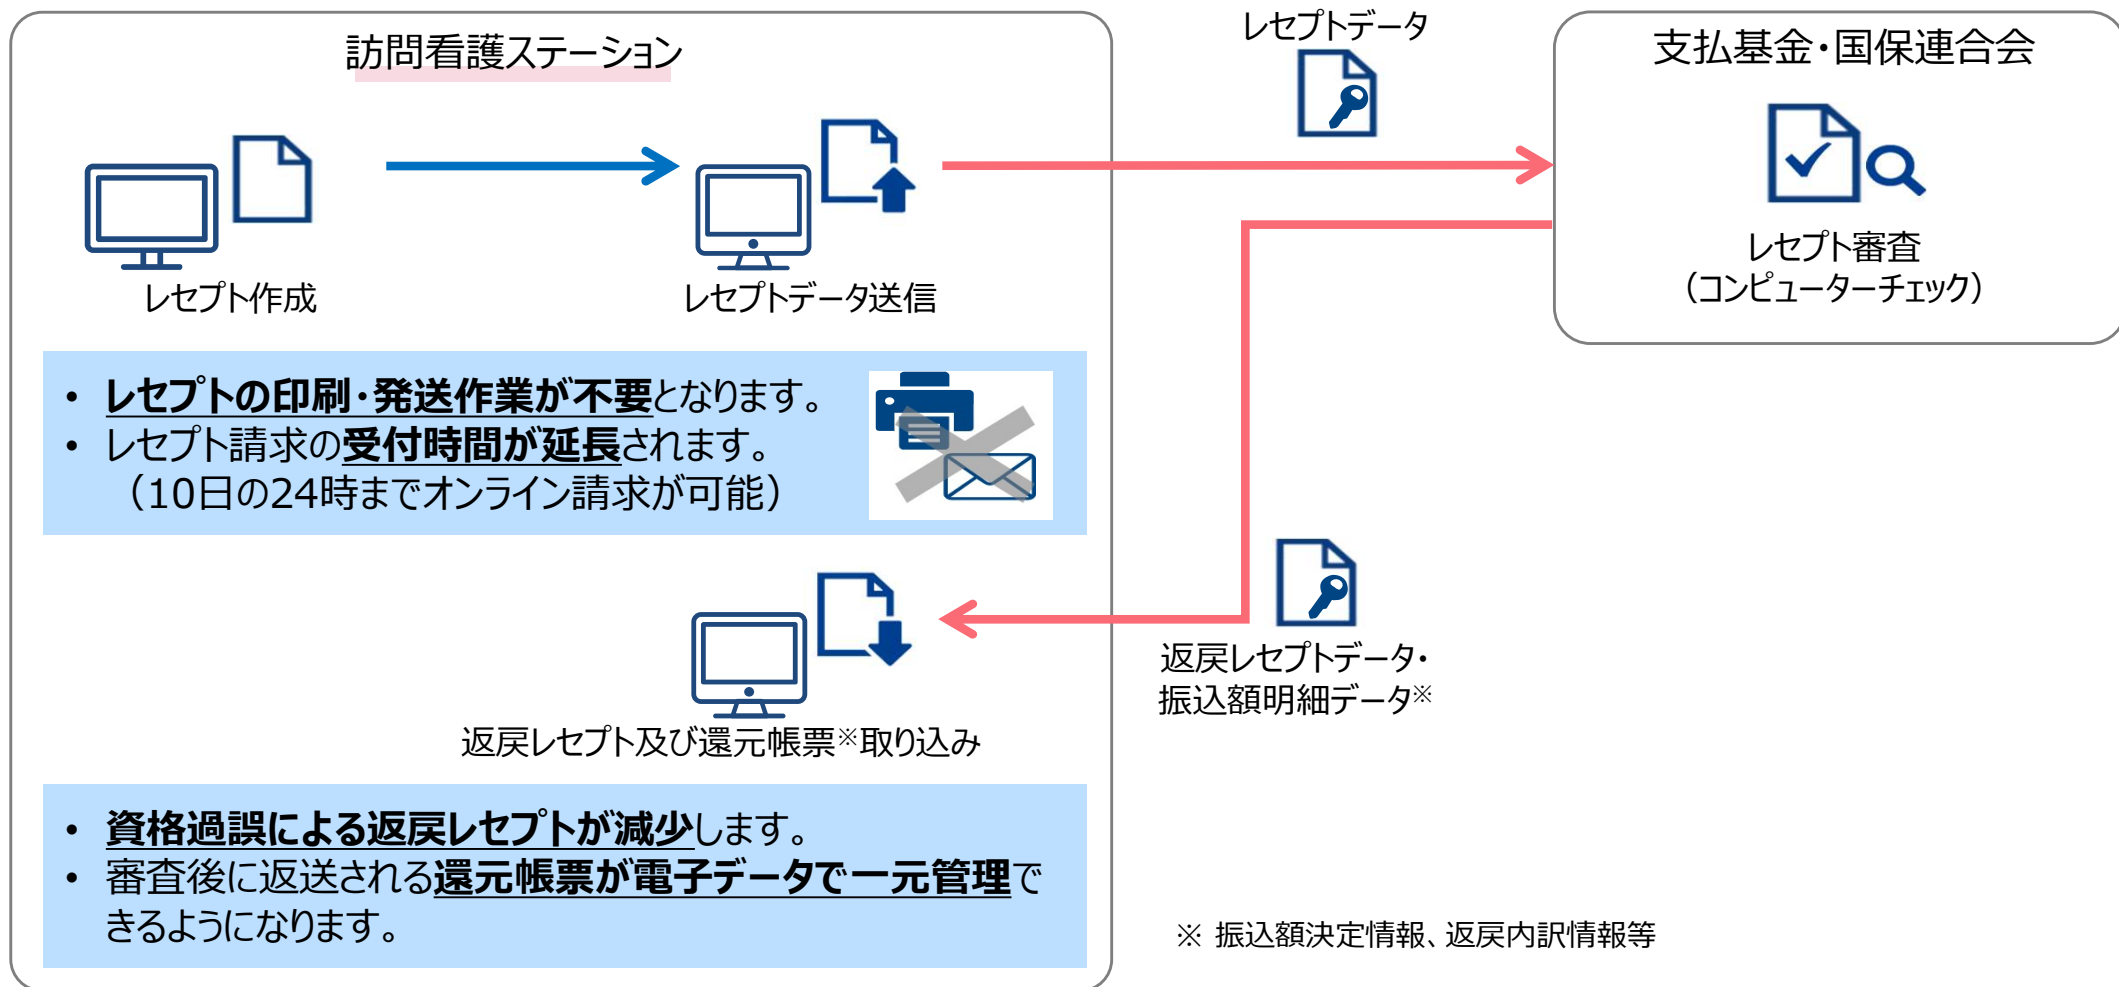 訪問看護ステーション
レセプト作成
レセプトデータ送信
レセプトデータ
支払基金・国保連合会
レセプト審査
（コンピューターチェック）
• レセプトの印刷・発送作業が不要となります。
• レセプト請求の受付時間が延長されます。
（10日の24時までオンライン請求が可能）
返戻レセプトデータ・
振込額明細データ※
返戻レセプト及び還元帳票※取り込み
• 資格過誤による返戻レセプトが減少します。
• 審査後に返送される還元帳票が電子データで一元管理で
きるようになります。
※ 振込額決定情報、返戻内訳情報等